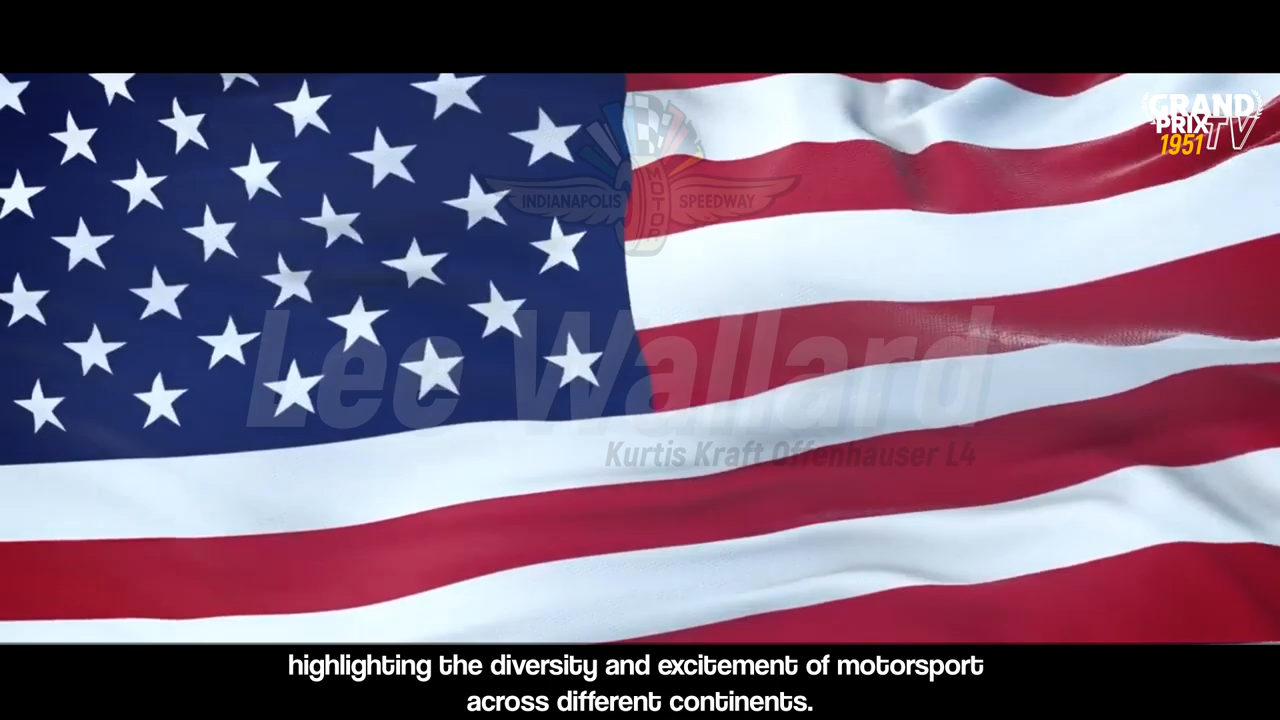 GRAND
PRIX TV
1951
INDIANAPOLIS MOTOR SPEEDWAY
Lee Wallard
Kurtis Kraft Offenhauser L4
highlighting the diversity and excitement of motorsport
across different continents.